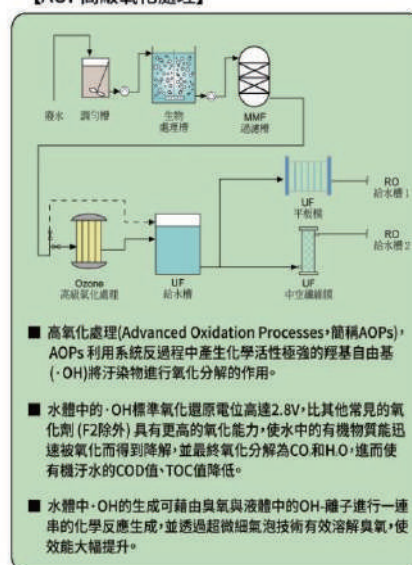 【AOP高級氧化處理】
廢水
調勻槽
生物
處理槽
MMF
過濾槽
UF
平板膜
RO
給水槽1
Ozone
高級氧化處理
UF
給水槽
UF
中空纖維膜
RO
給水槽2
■ 高氧化處理(Advanced Oxidation Processes,簡稱AOPs),
AOPs 利用系統反過程中產生化學活性極強的羥基自由基
(·OH)將汙染物進行氧化分解的作用。
■ 水體中的·OH標準氧化還原電位高達2.8V,比其他常見的氧
化劑 (F2除外) 具有更高的氧化能力,使水中的有機物質能迅
速被氧化而得到降解,並最終氧化分解為CO和H₂O,進而使
有機汙水的COD值、TOC值降低。
■ 水體中·OH的生成可藉由臭氧與液體中的OH-離子進行一連
串的化學反應生成,並透過超微細氣泡技術有效溶解臭氧,使
效能大幅提升。